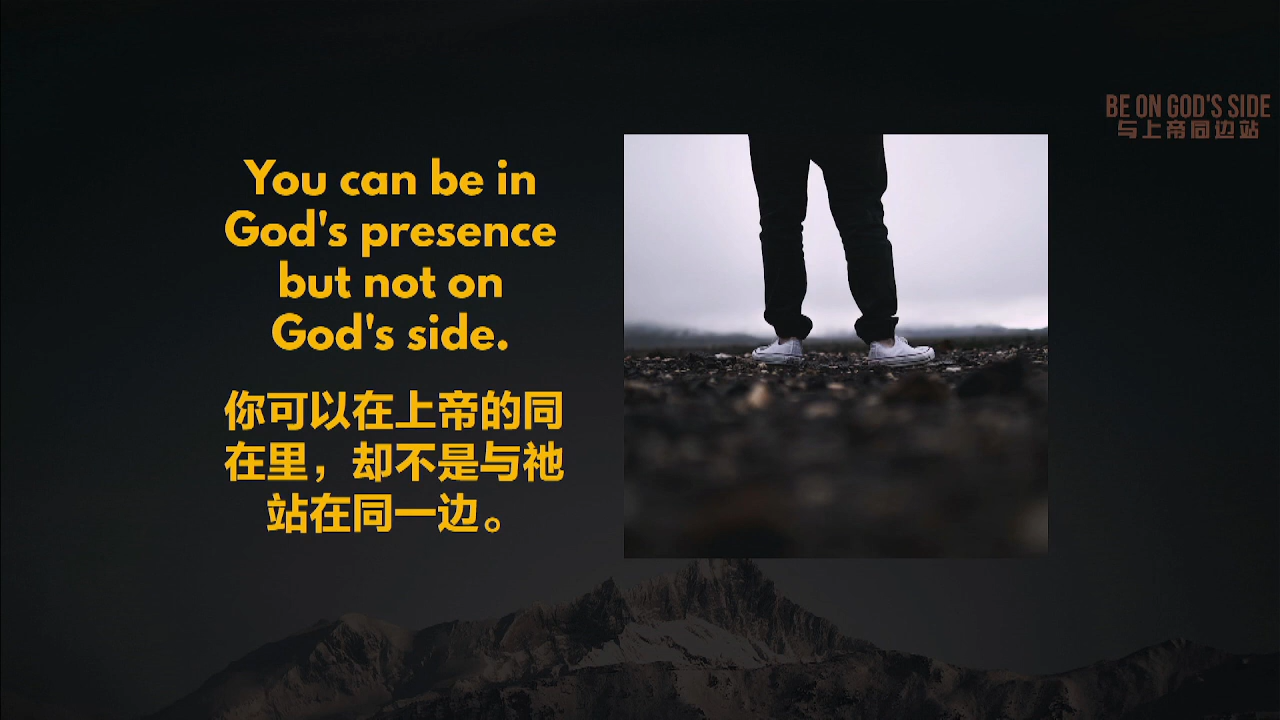 BE ON GOD'S SIDE
与上帝同边站
You can be in
God's presence
but not on
God's side.
你可以在上帝的同
在里，却不是与祂
站在同一边。